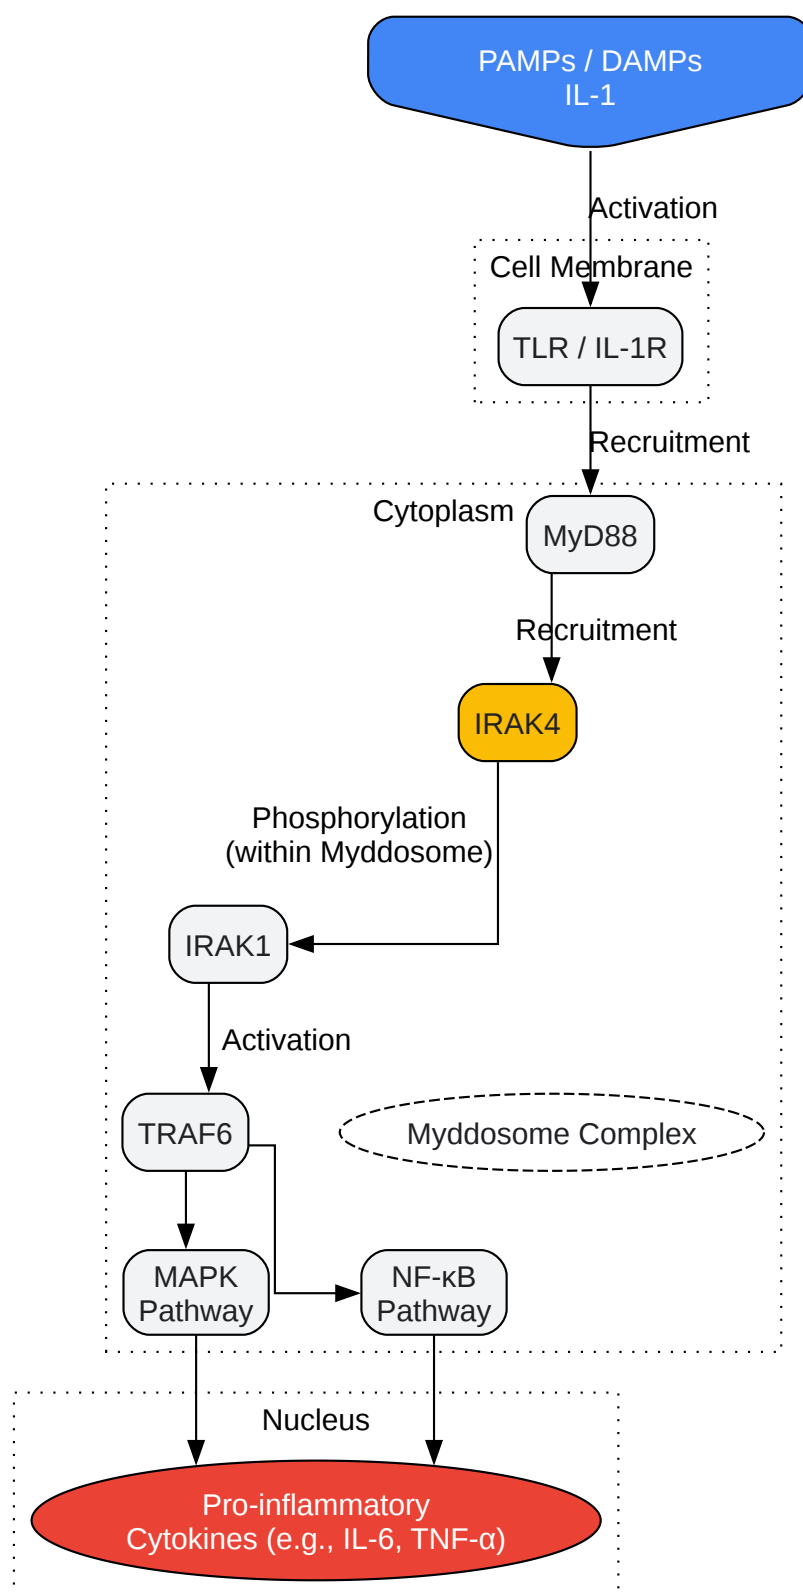 PAMPs / DAMPs
IL-1
Activation
Cell Membrane
TLR / IL-1R
Recruitment
Cytoplasm
MyD88
Recruitment
IRAK4
Phosphorylation
(within Myddosome)
IRAK1
Activation
TRAF6
Myddosome Complex
MAPK
Pathway
NF-κB
Pathway
Nucleus
Pro-inflammatory
Cytokines (e.g., IL-6, TNF-α)